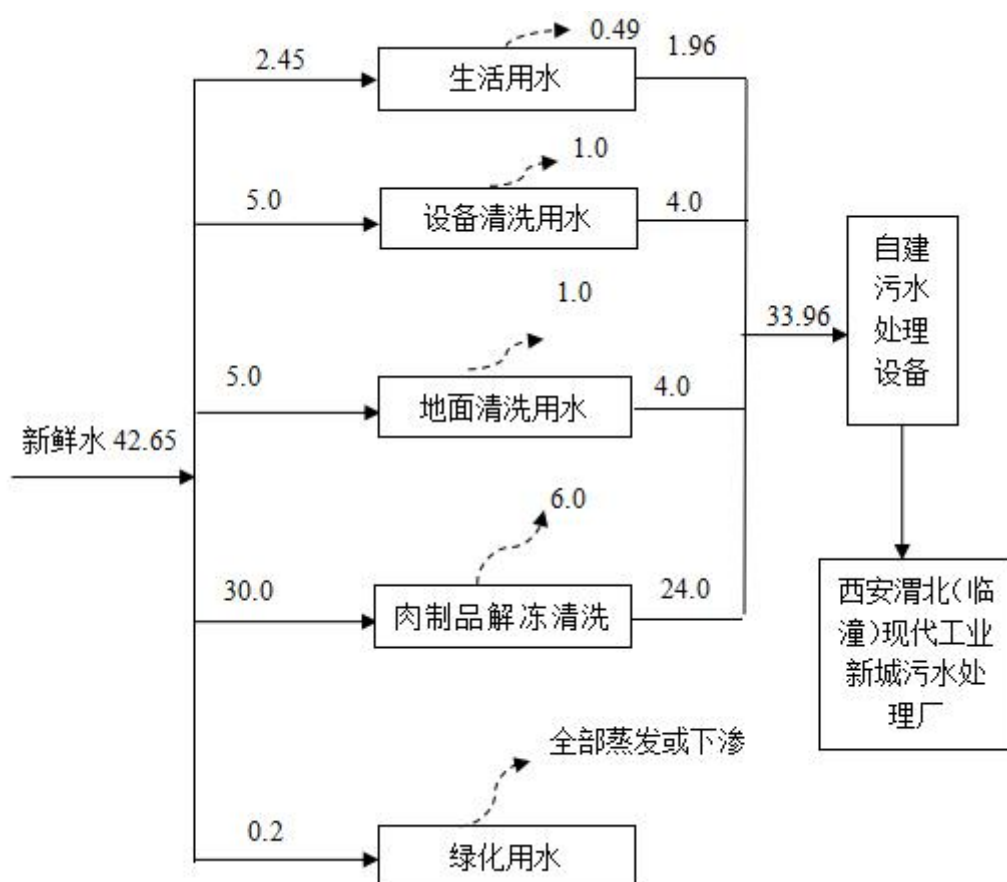 0.49
2.45
生活用水
1.96
1.0
5.0
设备清洗用水
4.0
自建
污水
处理
设备
1.0
33.96
5.0
地面清洗用水
4.0
新鲜水 42.65
6.0
30.0
肉制品解冻清洗
24.0
西安渭北（临
潼）现代工业
新城污水处
理厂
全部蒸发或下渗
0.2
绿化用水